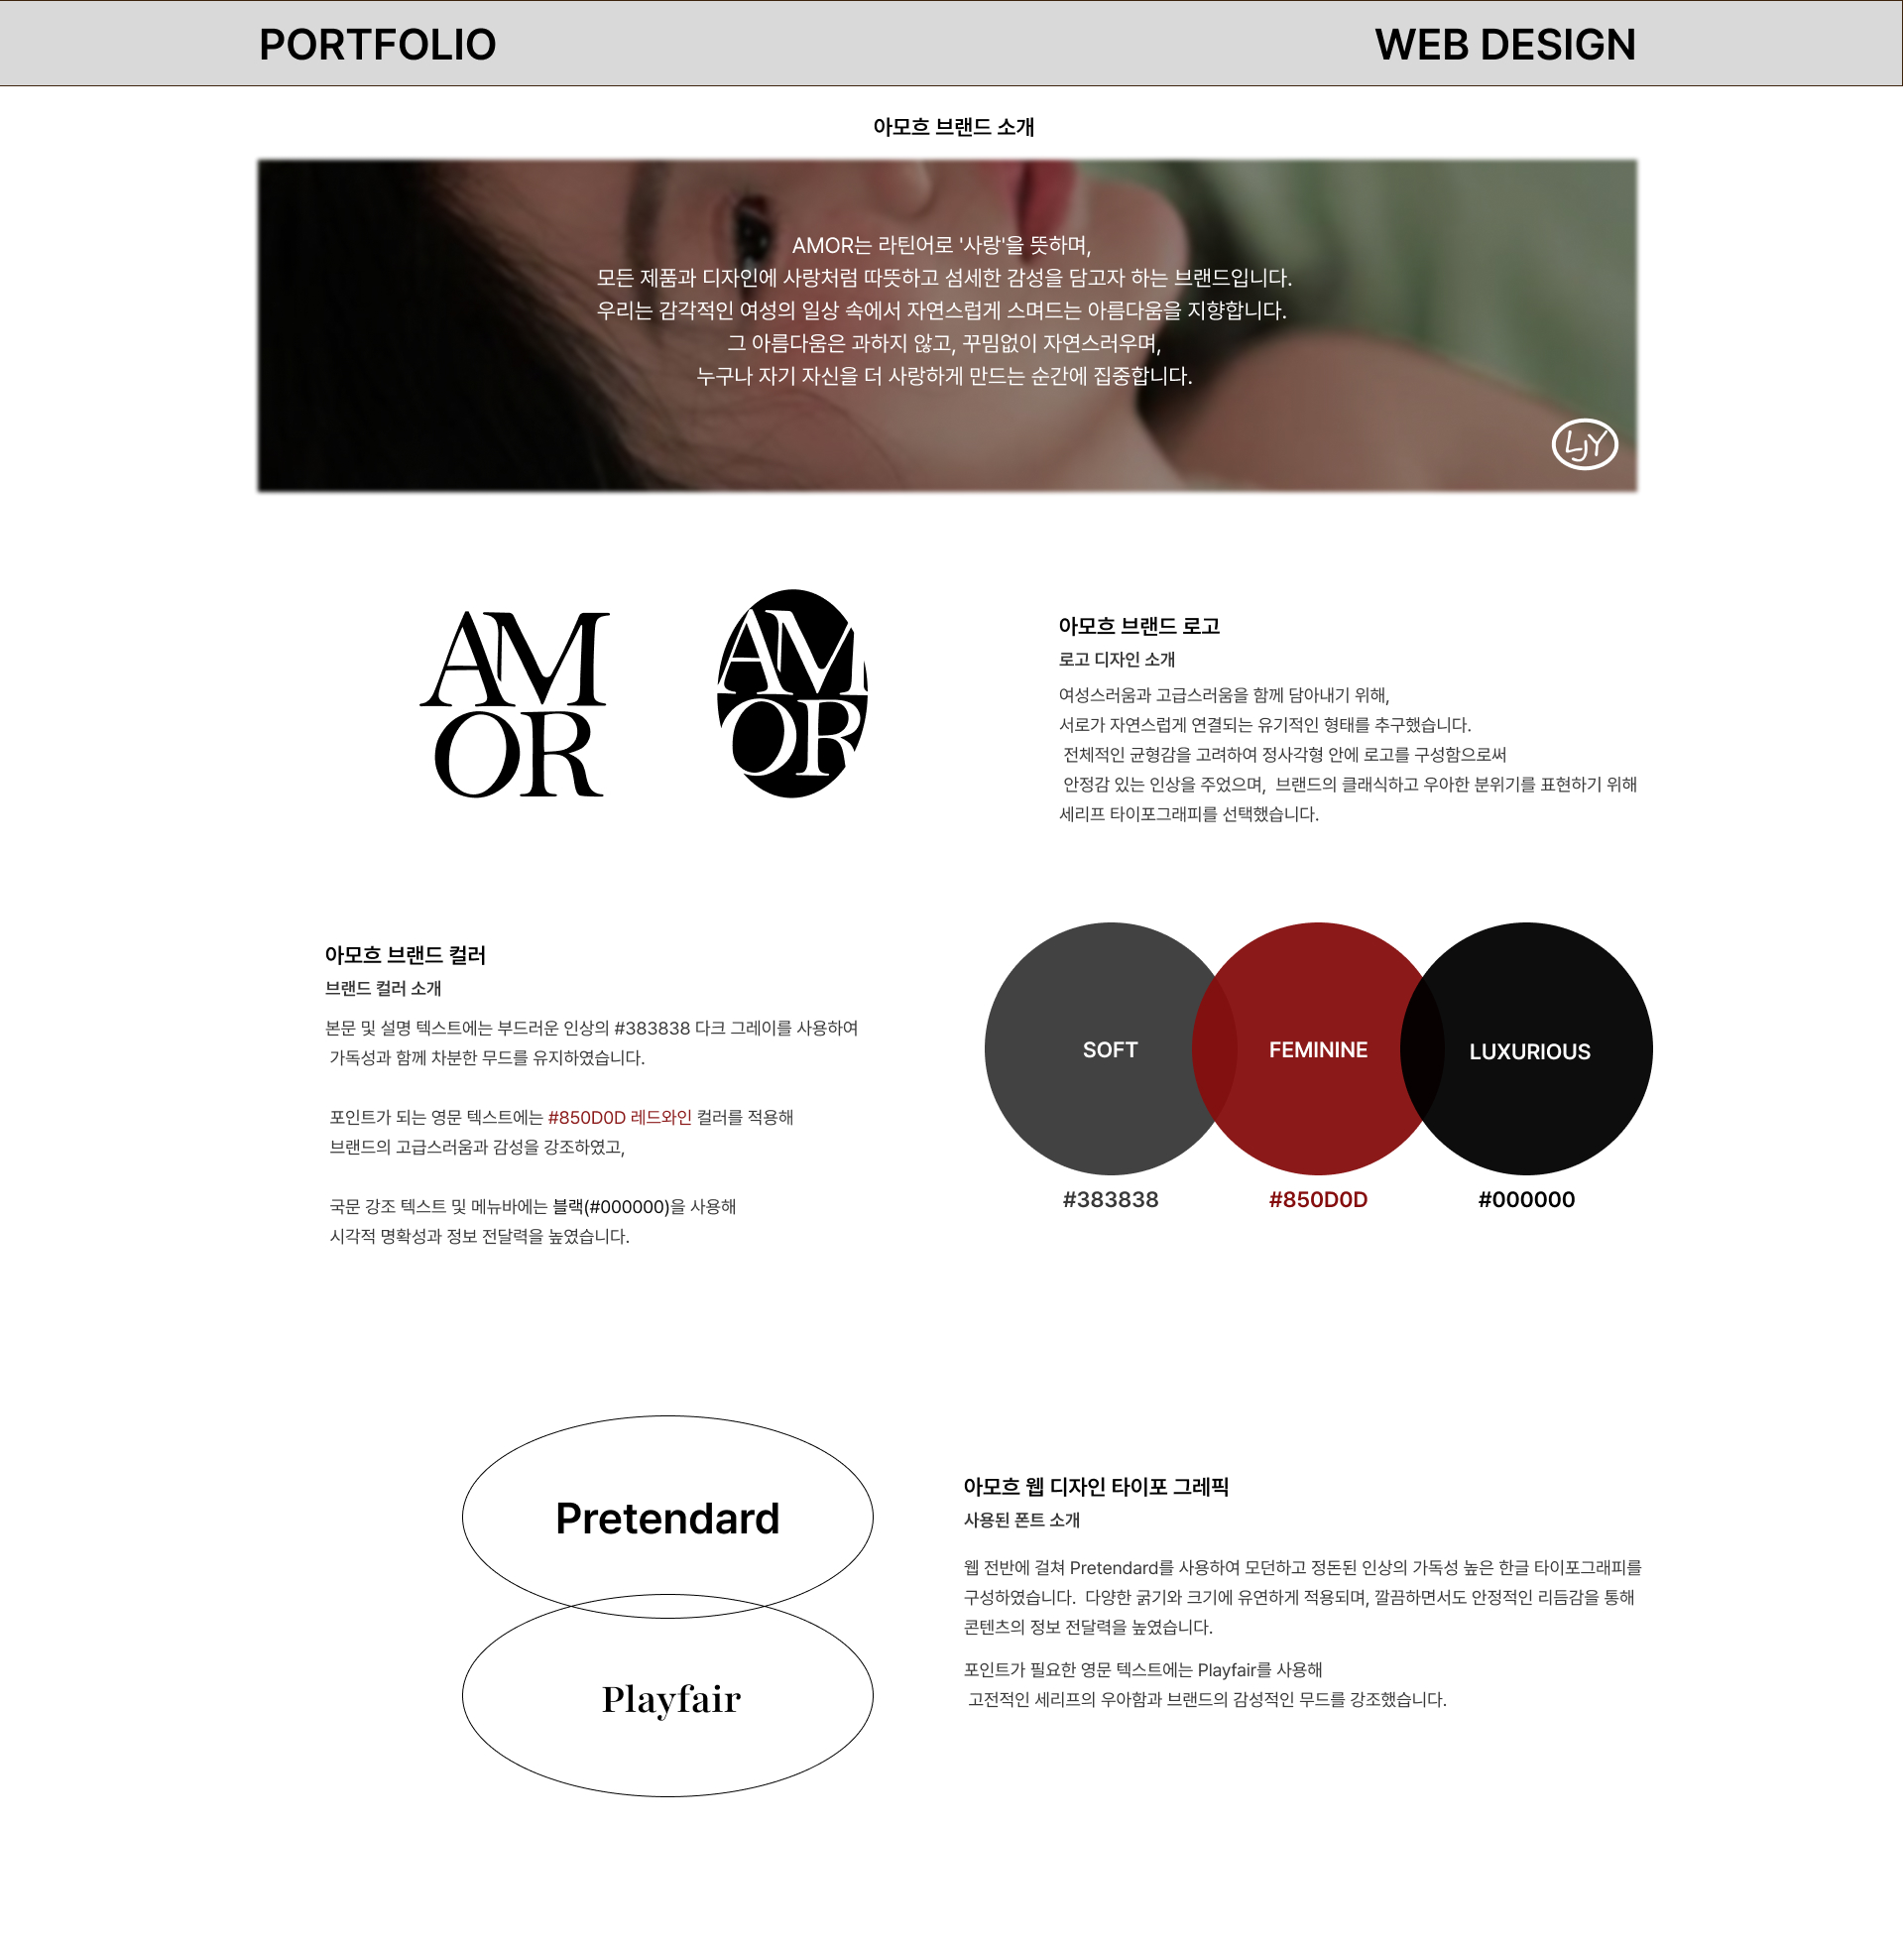 PORTFOLIO
WEB DESIGN
아모흐 브랜드 소개
AMOR는 라틴어로 '사랑'을 뜻하며,
모든 제품과 디자인에 사랑처럼 따뜻하고 섬세한 감성을 담고자 하는 브랜드입니다.
우리는 감각적인 여성의 일상 속에서 자연스럽게 스며드는 아름다움을 지향합니다.
그 아름다움은 과하지 않고, 꾸밈없이 자연스러우며,
누구나 자기 자신을 더 사랑하게 만드는 순간에 집중합니다.
LJY
AM
OR
AM
OR
아모흐 브랜드 로고
로고 디자인 소개
여성스러움과 고급스러움을 함께 담아내기 위해,
서로가 자연스럽게 연결되는 유기적인 형태를 추구했습니다.
전체적인 균형감을 고려하여 정사각형 안에 로고를 구성함으로써
안정감 있는 인상을 주었으며, 브랜드의 클래식하고 우아한 분위기를 표현하기 위해
세리프 타이포그래피를 선택했습니다.
아모흐 브랜드 컬러
브랜드 컬러 소개
본문 및 설명 텍스트에는 부드러운 인상의 #383838 다크 그레이를 사용하여
가독성과 함께 차분한 무드를 유지하였습니다.
포인트가 되는 영문 텍스트에는 #850D0D 레드와인 컬러를 적용해
브랜드의 고급스러움과 감성을 강조하였고,
국문 강조 텍스트 및 메뉴바에는 블랙(#000000)을 사용해
시각적 명확성과 정보 전달력을 높였습니다.
SOFT
FEMININE
LUXURIOUS
#383838
#850D0D
#000000
Pretendard
Playfair
아모흐 웹 디자인 타이포 그레픽
사용된 폰트 소개
웹 전반에 걸쳐 Pretendard를 사용하여 모던하고 정돈된 인상의 가독성 높은 한글 타이포그래피를
구성하였습니다. 다양한 굵기와 크기에 유연하게 적용되며, 깔끔하면서도 안정적인 리듬감을 통해
콘텐츠의 정보 전달력을 높였습니다.
포인트가 필요한 영문 텍스트에는 Playfair를 사용해
고전적인 세리프의 우아함과 브랜드의 감성적인 무드를 강조했습니다.